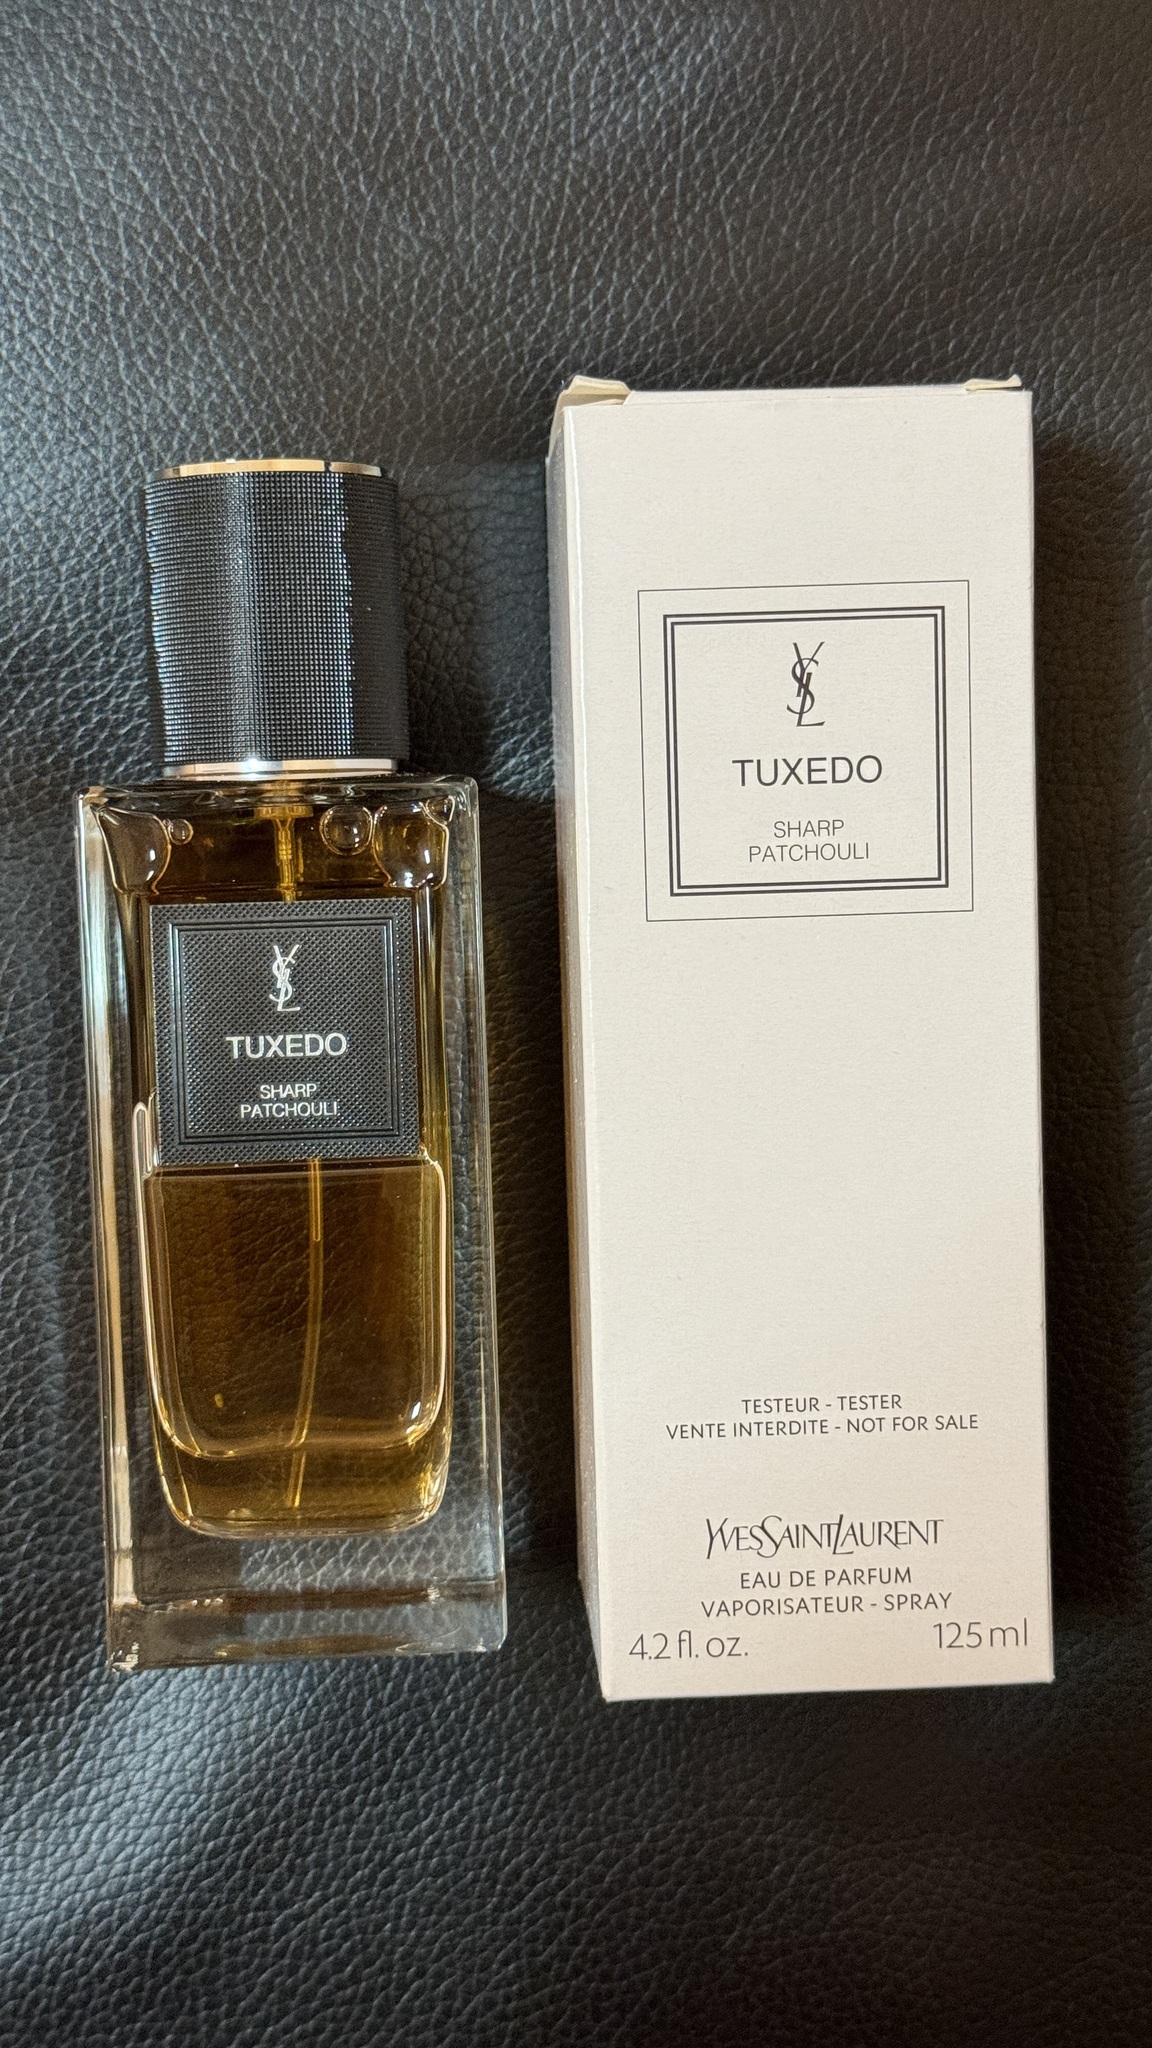 YSL
TUXEDO
SHARP
PATCHOULI
YSL
TUXEDO
SHARP
PATCHOULI
TESTEUR - TESTER
VENTE INTERDITE - NOT FOR SALE
YVESSAINTLAURENT
EAU DE PARFUM
VAPORISATEUR - SPRAY
4.2 fl. oz. 125 ml